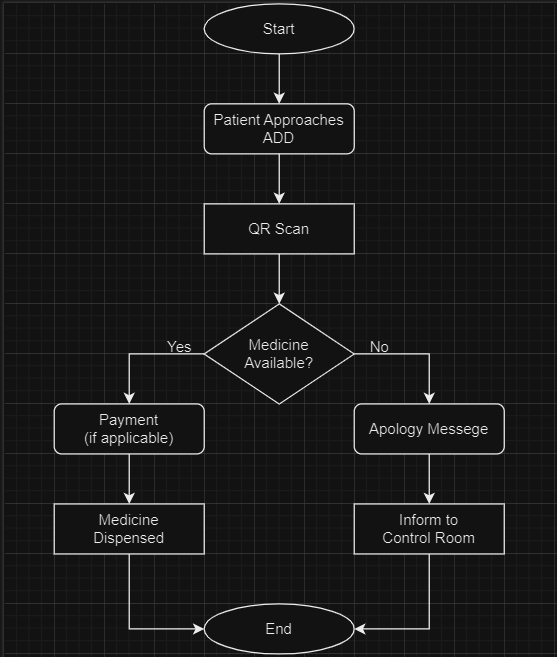 Start
Patient Approaches
ADD
QR Scan
Medicine
Available?
Yes
No
Payment
(if applicable)
Apology Messege
Medicine
Dispensed
Inform to
Control Room
End